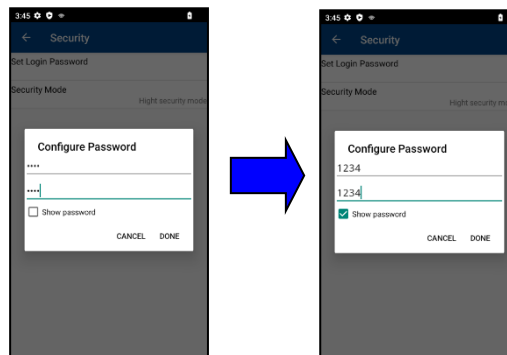 3:45
Security
Set Login Password
Security Mode
Hight security mode
Configure Password
••••
••••
Show password
CANCEL DONE
3:45
Security
Set Login Password
Security Mode
Hight security m
Configure Password
1234
1234
Show password
CANCEL DONE